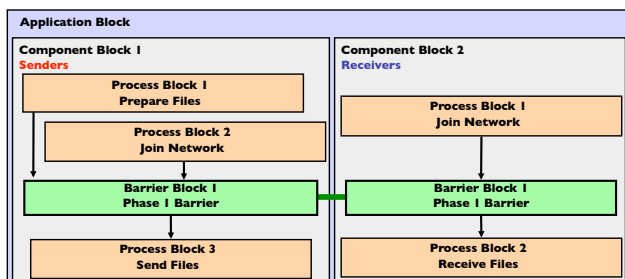 Application Block
Component Block 1
Senders
Process Block 1
Prepare Files
Process Block 2
Join Network
Barrier Block 1
Phase 1 Barrier
Process Block 3
Send Files
Component Block 2
Receivers
Process Block 1
Join Network
Barrier Block 1
Phase 1 Barrier
Process Block 2
Receive Files